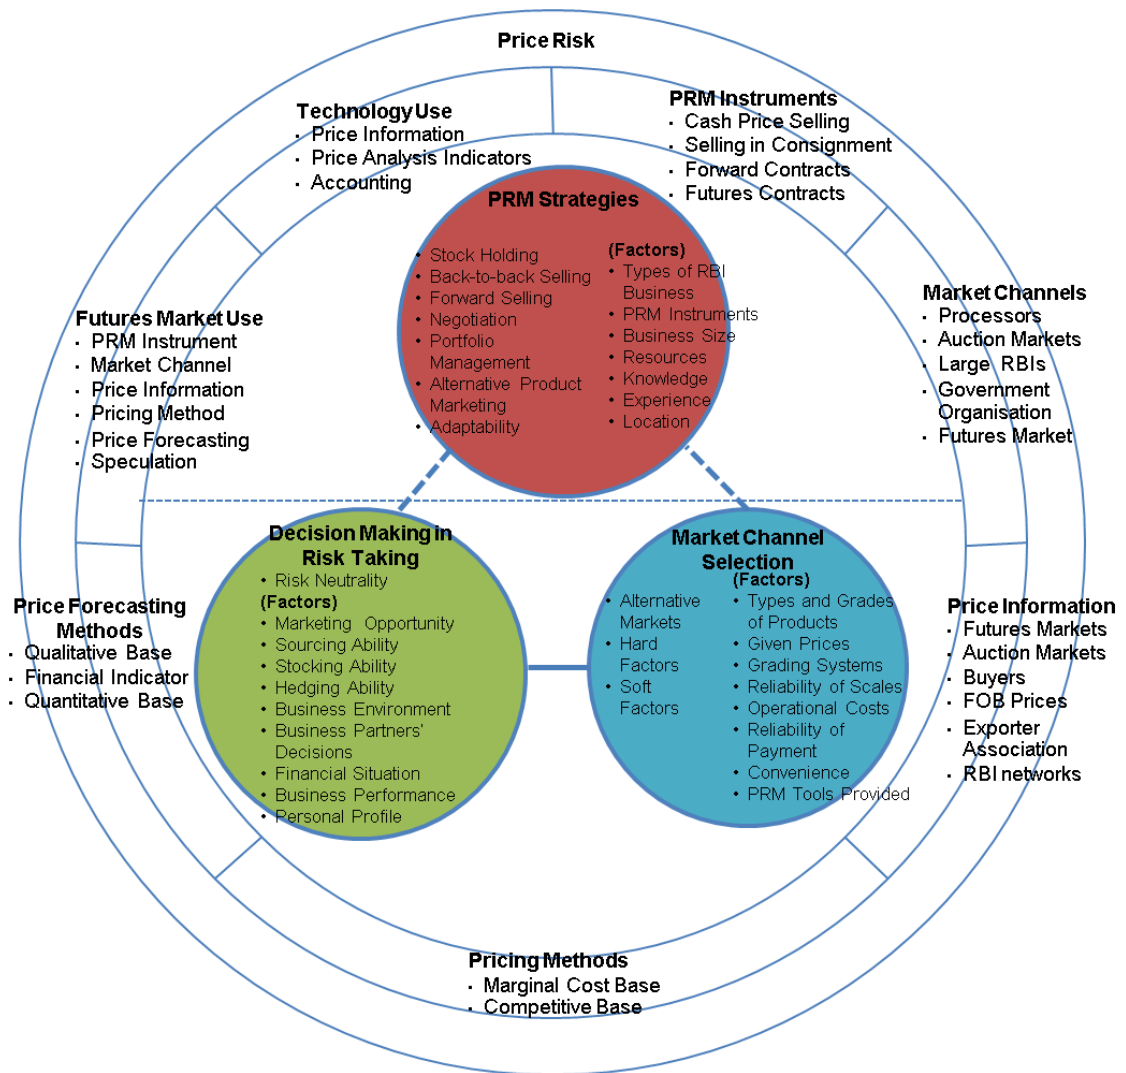 Price Risk
Technology Use
▪ Price Information
▪ Price Analysis Indicators
▪ Accounting
PRM Instruments
▪ Cash Price Selling
▪ Selling in Consignment
▪ Forward Contracts
▪ Futures Contracts
PRM Strategies
• Stock Holding
• Back-to-back Selling
• Forward Selling
• Negotiation
• Portfolio
Management
• Alternative Product
Marketing
• Adaptability
(Factors)
• Types of RBI
Business
• PRM Instruments
• Business Size
• Resources
• Knowledge
• Experience
• Location
Futures Market Use
▪ PRM Instrument
▪ Market Channel
▪ Price Information
▪ Pricing Method
▪ Price Forecasting
▪ Speculation
Market Channels
▪ Processors
▪ Auction Markets
▪ Large RBIs
▪ Government
Organisation
▪ Futures Market
Decision Making in
Risk Taking
• Risk Neutrality
(Factors)
• Marketing Opportunity
• Sourcing Ability
• Stocking Ability
• Hedging Ability
• Business Environment
• Business Partners'
Decisions
• Financial Situation
• Business Performance
• Personal Profile
Market Channel
Selection
• Alternative
Markets
• Hard
Factors
• Soft
Factors
(Factors)
• Types and Grades
of Products
• Given Prices
• Grading Systems
• Reliability of Scales
• Operational Costs
• Reliability of
Payment
• Convenience
• PRM Tools Provided
Price Forecasting
Methods
▪ Qualitative Base
▪ Financial Indicator
▪ Quantitative Base
Price Information
▪ Futures Markets
▪ Auction Markets
▪ Buyers
▪ FOB Prices
▪ Exporter
Association
▪ RBI networks
Pricing Methods
▪ Marginal Cost Base
▪ Competitive Base